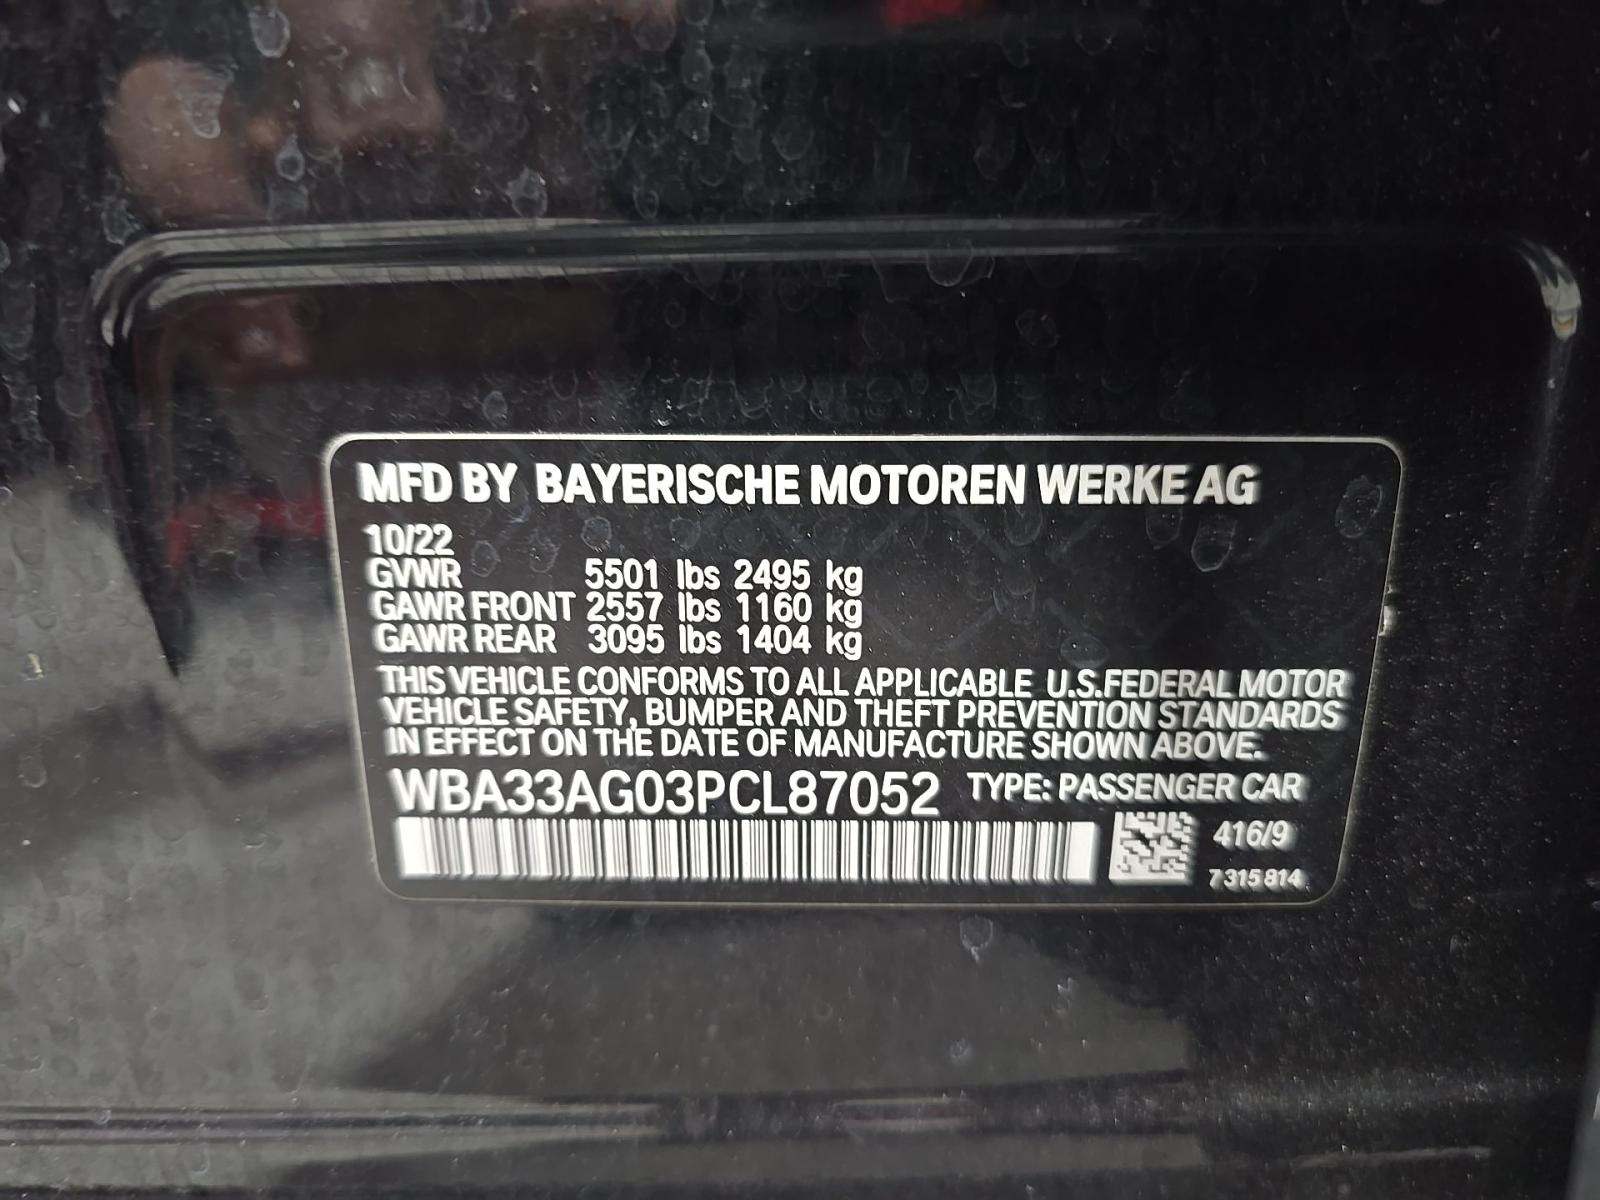 MFD BY BAYERISCHE MOTOREN WERKE AG
10/22
GVWR 5501 lbs 2495 kg
GAWR FRONT 2557 lbs 1160 kg
GAWR REAR 3095 lbs 1404 kg
THIS VEHICLE CONFORMS TO ALL APPLICABLE U.S.FEDERAL MOTOR
VEHICLE SAFETY, BUMPER AND THEFT PREVENTION STANDARDS
IN EFFECT ON THE DATE OF MANUFACTURE SHOWN ABOVE.
WBA33AG03PCL87052 TYPE: PASSENGER CAR
416/9
7 315 814